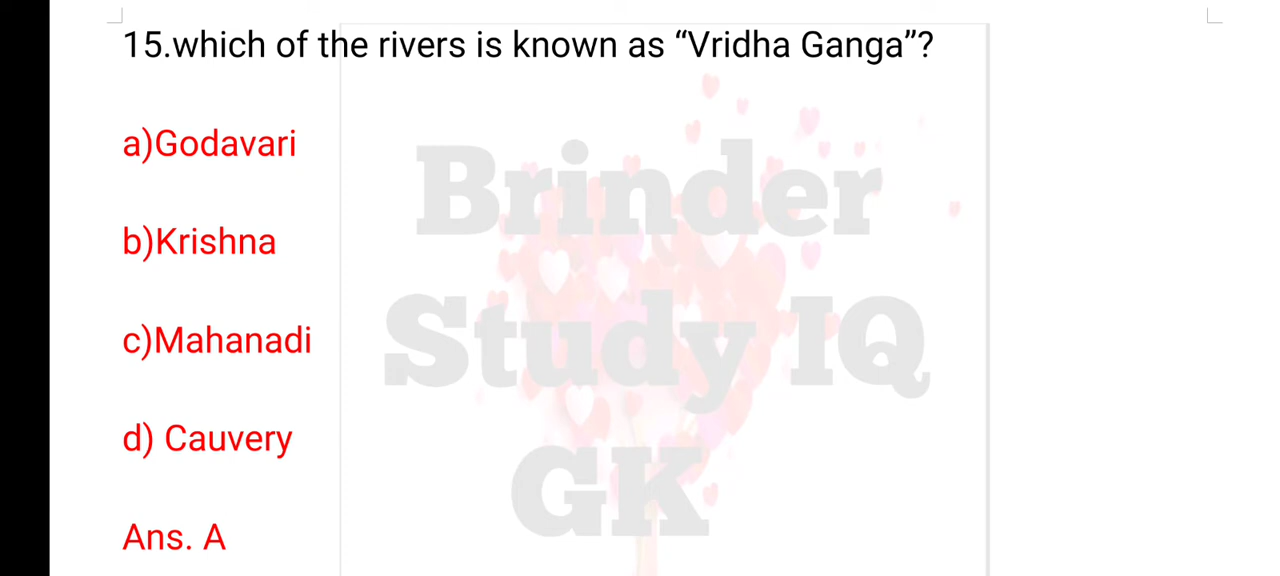 15.which of the rivers is known as “Vridha Ganga”?
a)Godavari
b)Krishna
c)Mahanadi
d) Cauvery
Ans. A
Brinder
Study IQ
GK